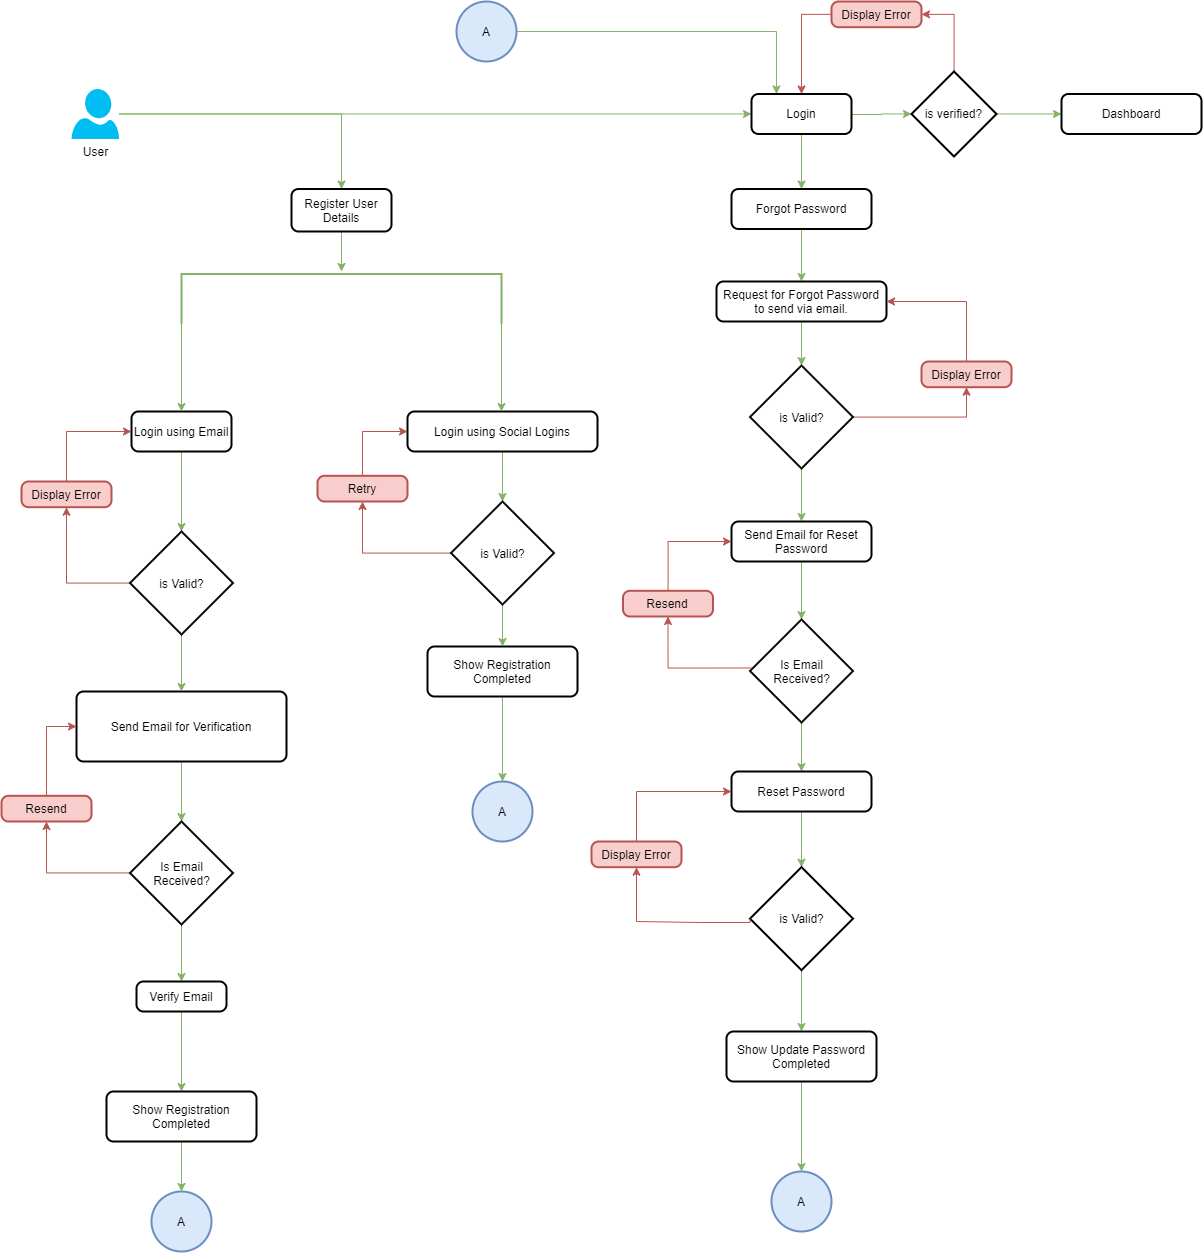 A
Display Error
User
Login
is verified?
Dashboard
Register User
Details
Forgot Password
Request for Forgot Password
to send via email.
Display Error
is Valid?
Login using Email
Login using Social Logins
Display Error
Retry
is Valid?
is Valid?
Send Email for Reset
Password
Resend
Is Email
Received?
Show Registration
Completed
Send Email for Verification
Resend
Is Email
Received?
A
Reset Password
Display Error
is Valid?
Verify Email
Show Update Password
Completed
Show Registration
Completed
A
A